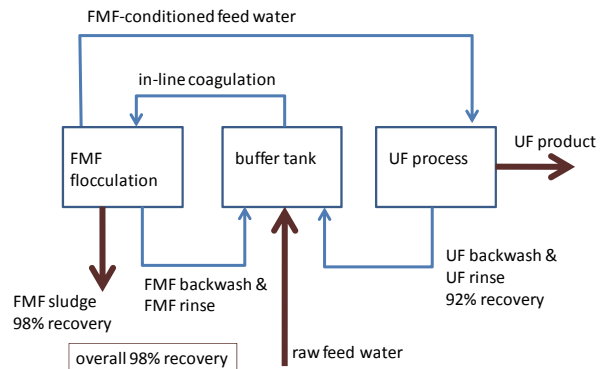 FMF-conditioned feed water
in-line coagulation
FMF
flocculation
buffer tank
UF process
UF product
FMF sludge
98% recovery
FMF backwash &
FMF rinse
UF backwash &
UF rinse
92% recovery
overall 98% recovery
raw feed water